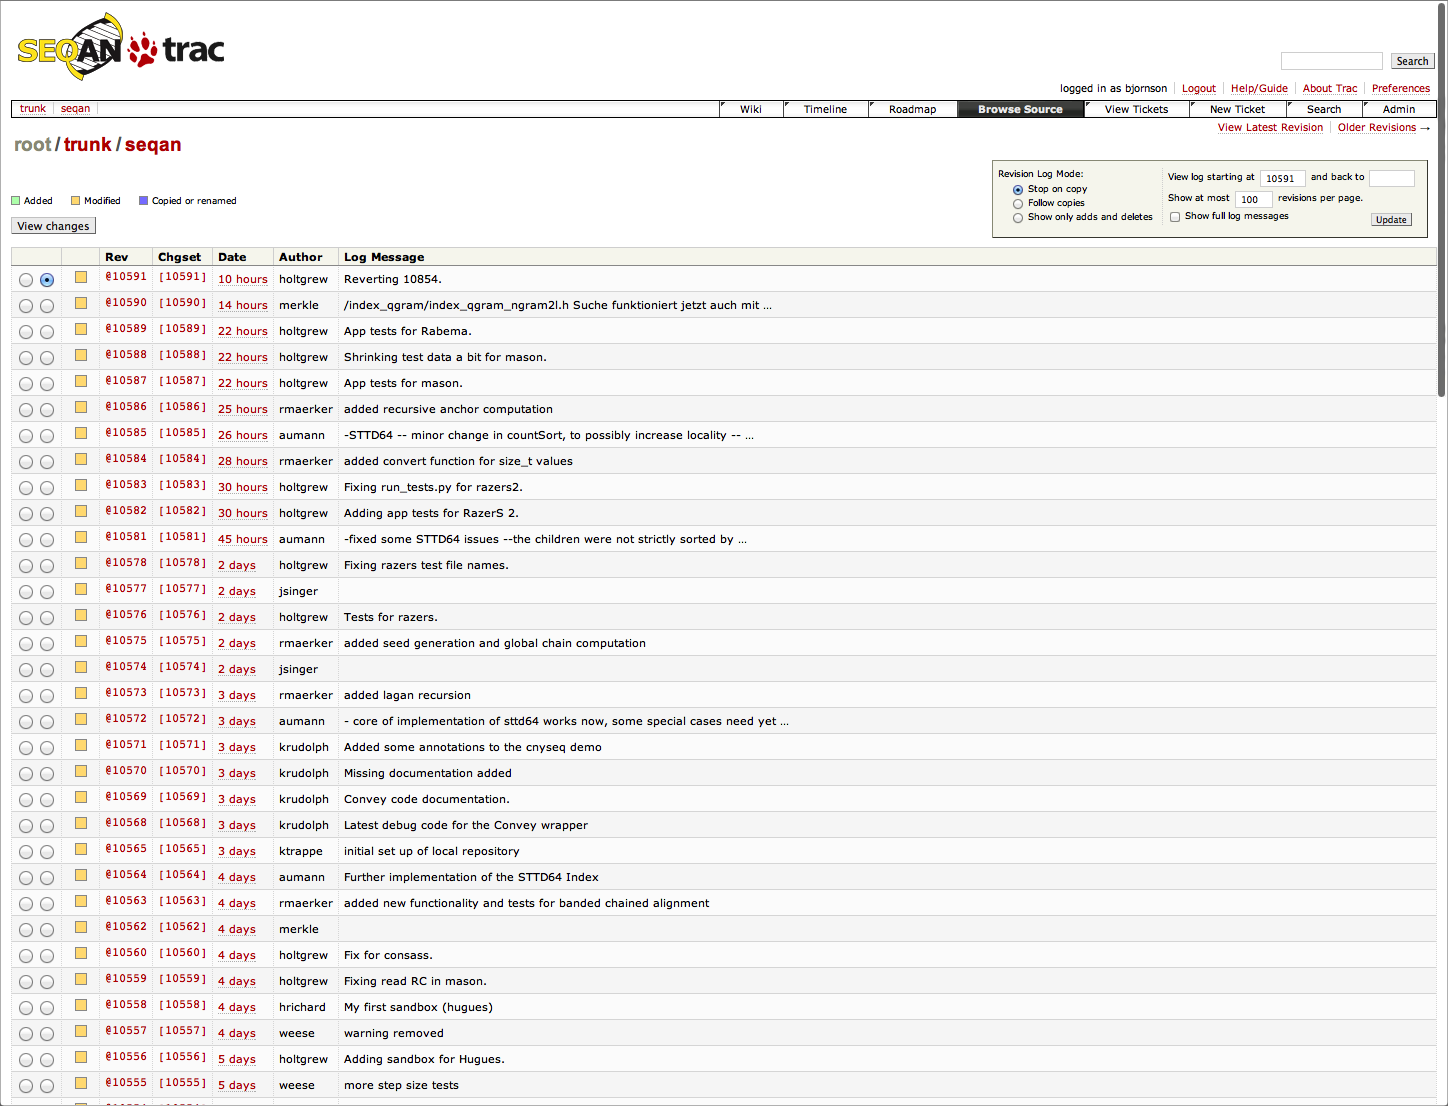 SEQAN trac
Search
logged in as bjornson Logout Help/Guide About Trac Preferences
trunk seqan Wiki Timeline Roadmap Browse Source View Tickets New Ticket Search Admin
View Latest Revision Older Revisions →
root / trunk / seqan
Revision Log Mode:
Stop on copy
Follow copies
Show only adds and deletes
View log starting at 10591 and back to
Show at most 100 revisions per page.
Show full log messages
Update
Added Modified Copied or renamed
View changes
Rev Chgset Date Author Log Message
@10591 [10591] 10 hours holtgrew Reverting 10854.
@10590 [10590] 14 hours merkle /index_qgram/index_qgram_ngram2l.h Suche funktioniert jetzt auch mit ...
@10589 [10589] 22 hours holtgrew App tests for Rabema.
@10588 [10588] 22 hours holtgrew Shrinking test data a bit for mason.
@10587 [10587] 22 hours holtgrew App tests for mason.
@10586 [10586] 25 hours rmaerker added recursive anchor computation
@10585 [10585] 26 hours aumann -STTD64 -- minor change in countSort, to possibly increase locality -- ...
@10584 [10584] 28 hours rmaerker added convert function for size_t values
@10583 [10583] 30 hours holtgrew Fixing run_tests.py for razers2.
@10582 [10582] 30 hours holtgrew Adding app tests for RazerS 2.
@10581 [10581] 45 hours aumann -fixed some STTD64 issues --the children were not strictly sorted by ...
@10578 [10578] 2 days holtgrew Fixing razers test file names.
@10577 [10577] 2 days jsinger
@10576 [10576] 2 days holtgrew Tests for razers.
@10575 [10575] 2 days rmaerker added seed generation and global chain computation
@10574 [10574] 2 days jsinger
@10573 [10573] 3 days rmaerker added lagan recursion
@10572 [10572] 3 days aumann - core of implementation of sttd64 works now, some special cases need yet ...
@10571 [10571] 3 days krudolph Added some annotations to the cnyseq demo
@10570 [10570] 3 days krudolph Missing documentation added
@10569 [10569] 3 days krudolph Convey code documentation.
@10568 [10568] 3 days krudolph Latest debug code for the Convey wrapper
@10565 [10565] 3 days ktrappe initial set up of local repository
@10564 [10564] 4 days aumann Further implementation of the STTD64 Index
@10563 [10563] 4 days rmaerker added new functionality and tests for banded chained alignment
@10562 [10562] 4 days merkle
@10560 [10560] 4 days holtgrew Fix for consass.
@10559 [10559] 4 days holtgrew Fixing read RC in mason.
@10558 [10558] 4 days hrichard My first sandbox (hugues)
@10557 [10557] 4 days weese warning removed
@10556 [10556] 5 days holtgrew Adding sandbox for Hugues.
@10555 [10555] 5 days weese more step size tests